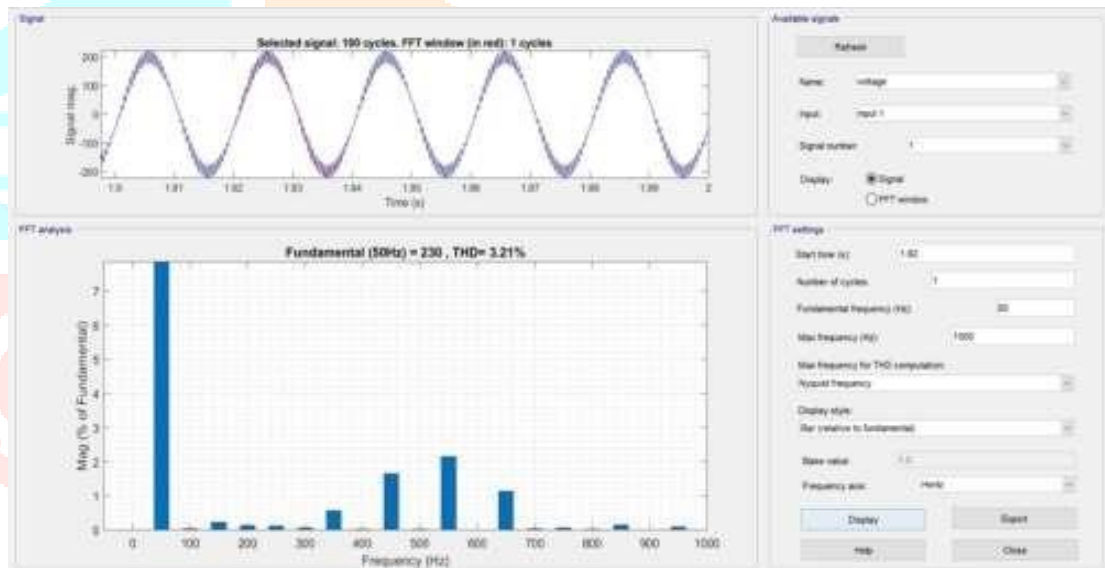 Signal
Selected signal: 100 cycles. FFT window (in red): 1 cycles
200
100
0
-100
-200
Signal mag.
1.9
1.91
1.92
1.93
1.94
1.95
1.96
1.97
1.98
1.99
2
Time (s)
Available signals
Refresh
Name:
voltage
Input:
input 1
Signal number:
1
Display:
Signal
FFT window
FFT analysis
Fundamental (50Hz) = 230 , THD= 3.21%
7
6
5
4
3
2
1
0
Mag (% of Fundamental)
0
100
200
300
400
500
600
700
800
900
1000
Frequency (Hz)
FFT settings
Start time (s):
1.92
Number of cycles:
1
Fundamental frequency (Hz):
50
Max frequency (Hz):
1000
Max frequency for THD computation:
Nyquist frequency
Display style:
Bar (relative to fundamental)
Base value:
1.0
Frequency axis:
Hertz
Display
Export
Help
Close